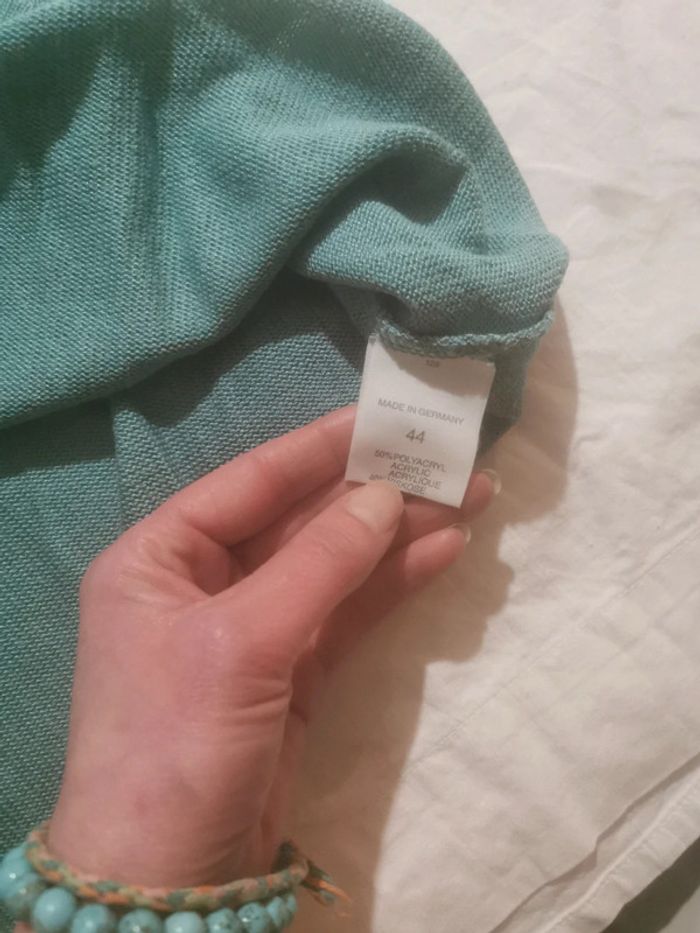 MADE IN GERMANY
44
50%POLYACRYL
ACRYLIC
ACRYLIQUE